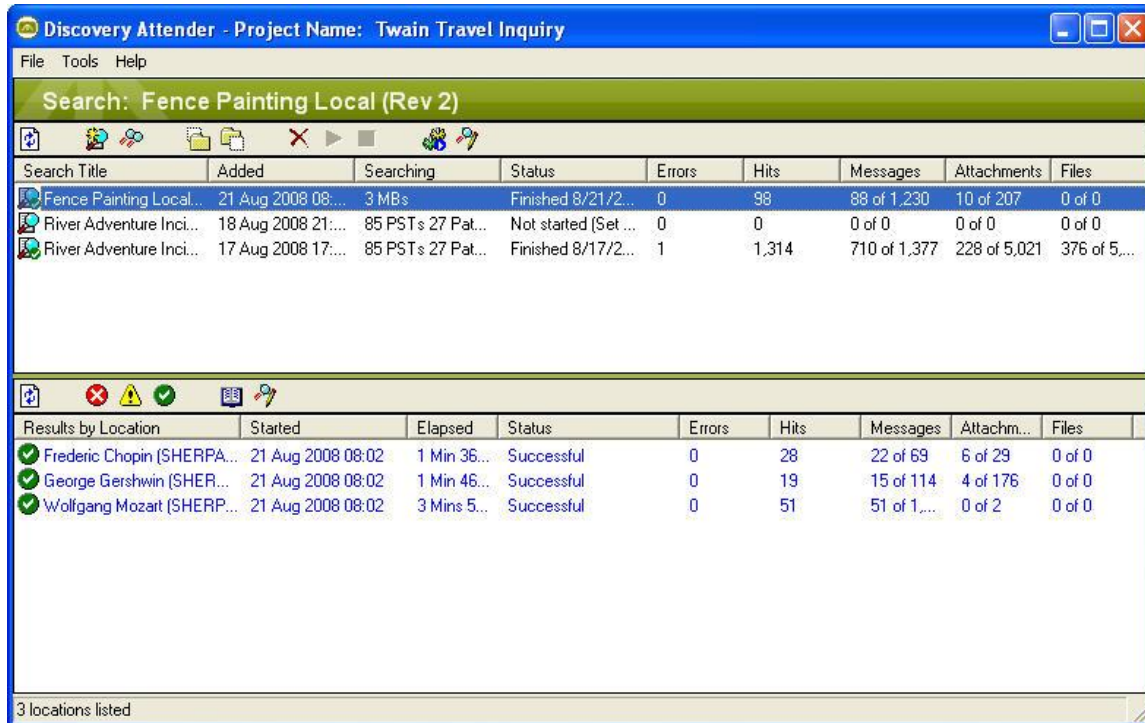 Discovery Attender - Project Name: Twain Travel Inquiry
File Tools Help
Search: Fence Painting Local (Rev 2)
Search Title Added Searching Status Errors Hits Messages Attachments Files
Fence Painting Local... 21 Aug 2008 08:... 3 MBs Finished 8/21/2... 0 98 88 of 1,230 10 of 207 0 of 0
River Adventure Inci... 18 Aug 2008 21:... 85 PSTs 27 Pat... Not started (Set ... 0 0 0 of 0 0 of 0 0 of 0
River Adventure Inci... 17 Aug 2008 17:... 85 PSTs 27 Pat... Finished 8/17/2... 1 1,314 710 of 1,377 228 of 5,021 376 of 5,...
Results by Location Started Elapsed Status Errors Hits Messages Attachm... Files
Frederic Chopin (SHERPA... 21 Aug 2008 08:02 1 Min 36... Successful 0 28 22 of 69 6 of 29 0 of 0
George Gershwin (SHER... 21 Aug 2008 08:02 1 Min 46... Successful 0 19 15 of 114 4 of 176 0 of 0
Wolfgang Mozart (SHERP... 21 Aug 2008 08:02 3 Mins 5... Successful 0 51 51 of 1,... 0 of 2 0 of 0
3 locations listed